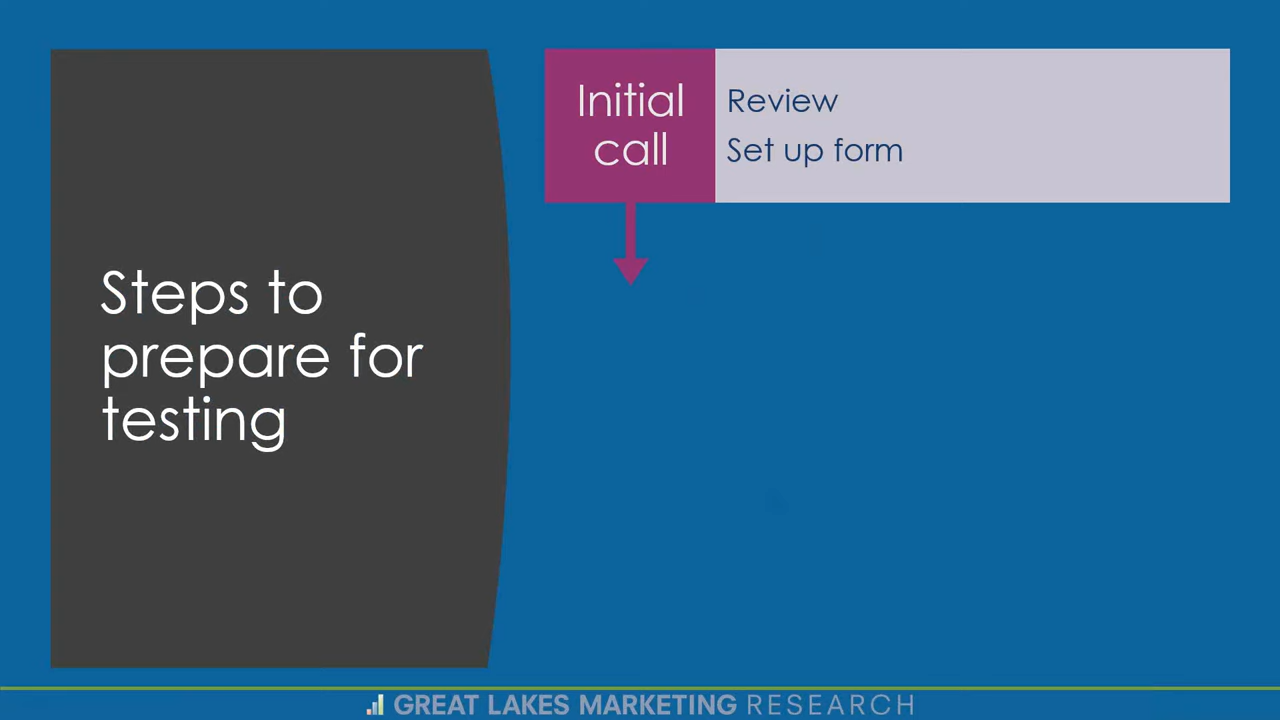 Steps to
prepare for
testing
Initial
call
Review
Set up form
GREAT LAKES MARKETING RESEARCH